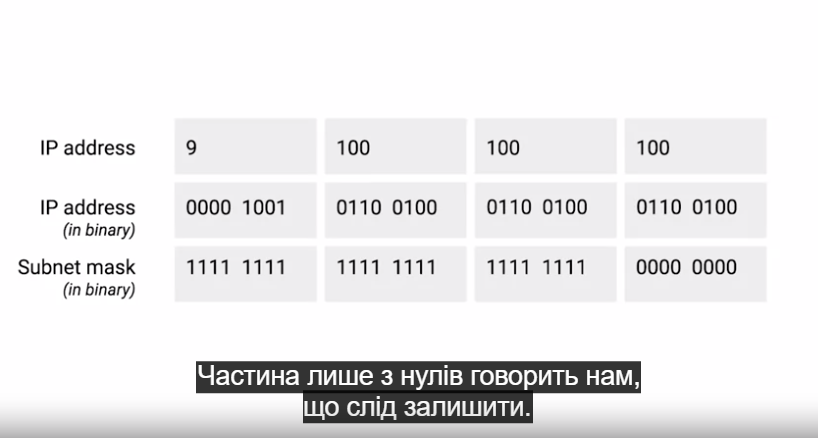 IP address 9 100 100 100
IP address 0000 1001 0110 0100 0110 0100 0110 0100
(in binary)
Subnet mask 1111 1111 1111 1111 1111 1111 0000 0000
(in binary)
Частина лише з нулів говорить нам,
що слід залишити.